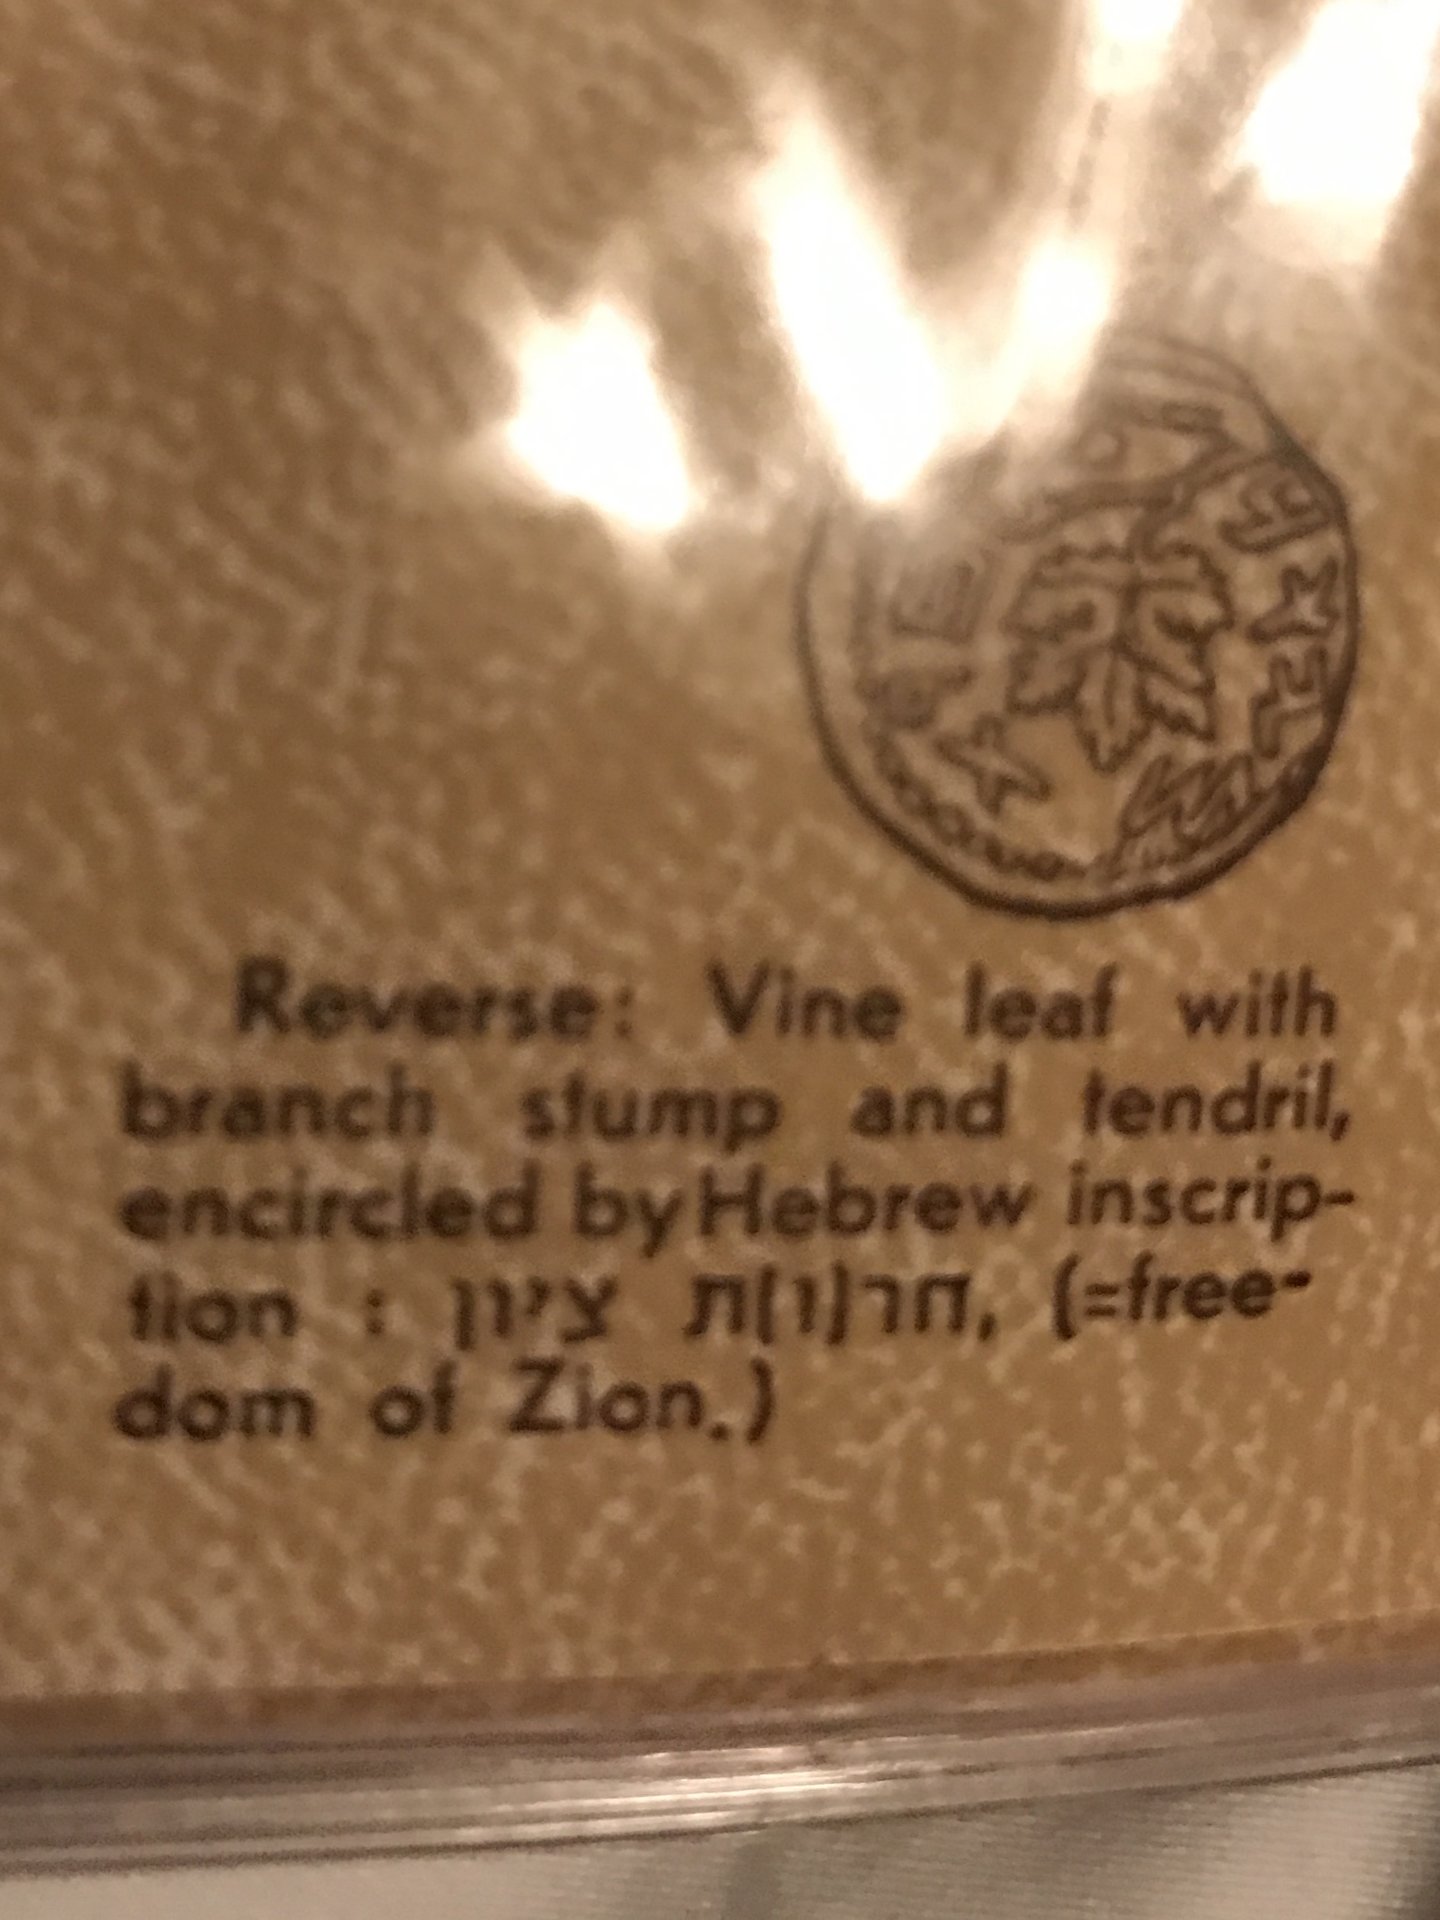 Reverse: Vine leaf with
branch stump and tendril,
encircled by Hebrew inscrip-
tion : חר(ו)ת ציון, (=free-
dom of Zion.)